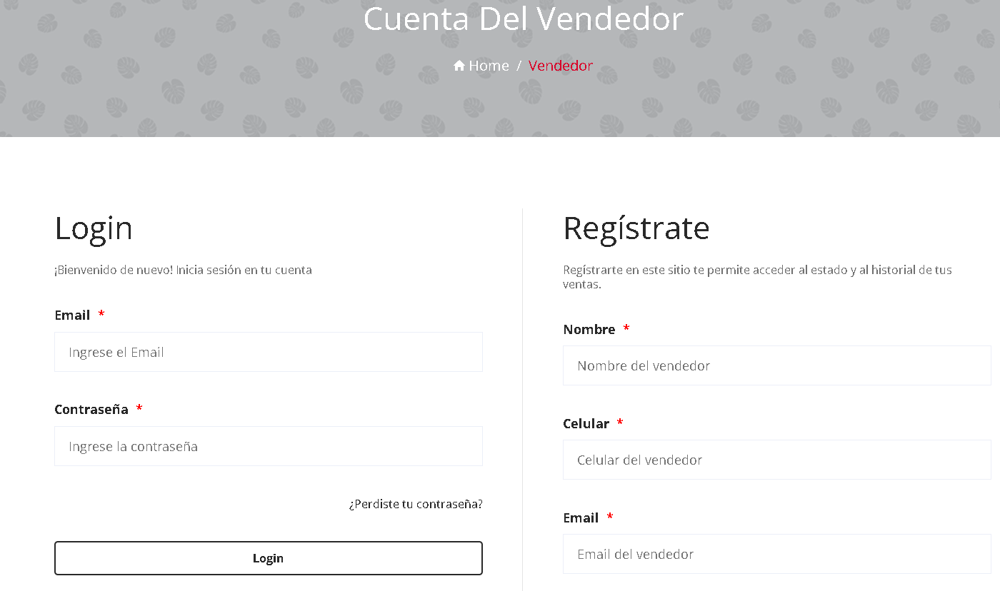 Cuenta Del Vendedor
Home / Vendedor
Login
¡Bienvenido de nuevo! Inicia sesión en tu cuenta
Email *
Ingrese el Email
Contraseña *
Ingrese la contraseña
¿Perdiste tu contraseña?
Login
Regístrate
Regístrarte en este sitio te permite acceder al estado y al historial de tus
ventas.
Nombre *
Nombre del vendedor
Celular *
Celular del vendedor
Email *
Email del vendedor